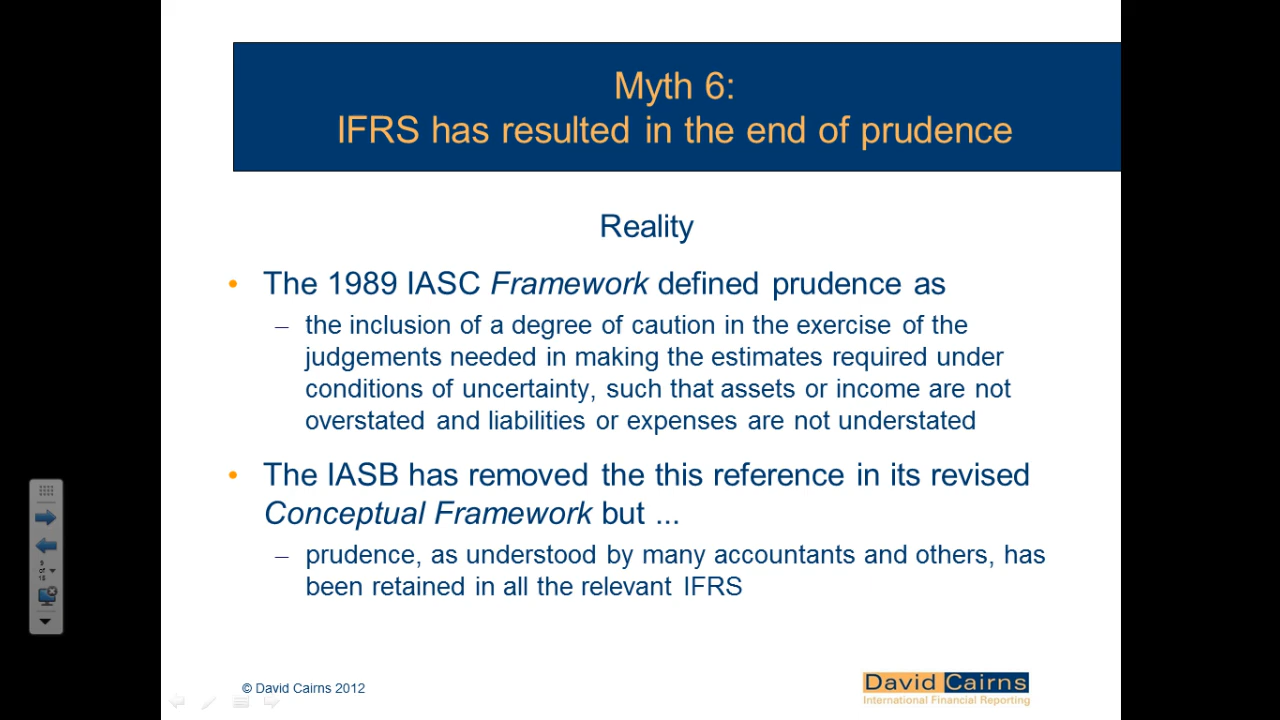 Myth 6:
IFRS has resulted in the end of prudence
Reality
• The 1989 IASC Framework defined prudence as
– the inclusion of a degree of caution in the exercise of the
judgements needed in making the estimates required under
conditions of uncertainty, such that assets or income are not
overstated and liabilities or expenses are not understated
• The IASB has removed the this reference in its revised
Conceptual Framework but ...
– prudence, as understood by many accountants and others, has
been retained in all the relevant IFRS
9
of
18
© David Cairns 2012
David Cairns
International Financial Reporting